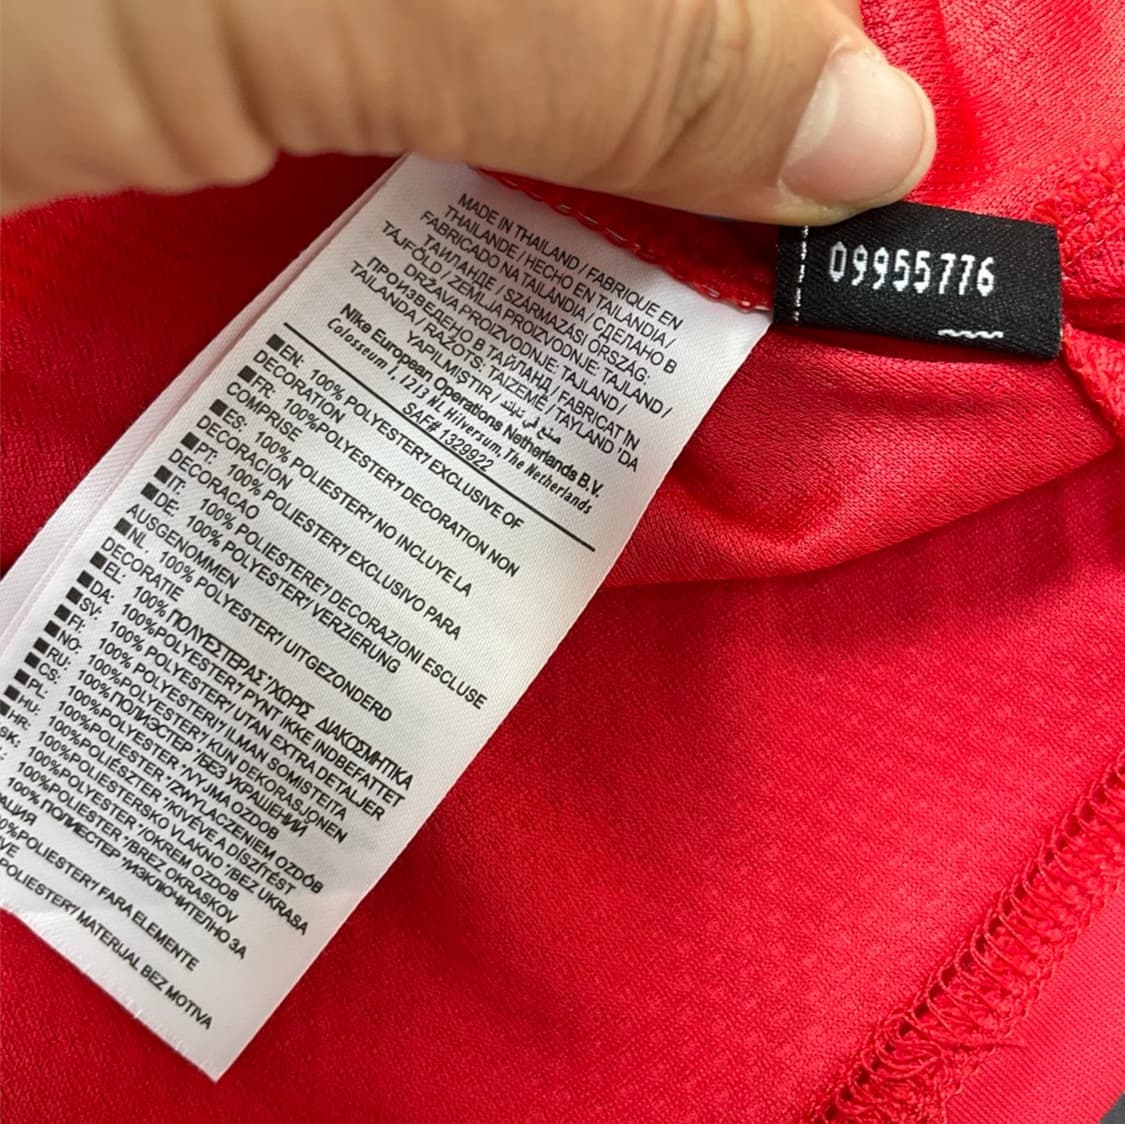 MADE IN THAILAND / FABRIQUE EN
THAILANDE / HECHO EN TAILANDIA /
FABRICADO NA TAILÂNDIA/ СДЕЛАНО В
ТАИЛАНДЕ / SZÁRMAZÁSI ORSZÁG:
TÁJFÖLD / ZEMLJA PROIZVODNJE: TAJLAND /
DRŽAVA PROIZVODNJE: TAJLAND /
ПРОИЗВЕДЕНО В ТАЙЛАНД / FABRICAT ÎN
TAILANDA / RAŽOTS: TAIZEME / TAYLAND 'DA
YAPILMIŞTIR / صنع في
Nike European Operations Netherlands B.V.
Colosseum 1, 1213 NL Hilversum, The Netherlands
SAF# 1329922
EN: 100% POLYESTER*/ EXCLUSIVE OF
DECORATION
FR: 100%POLYESTER*/ DECORATION NON
COMPRISE
ES: 100% POLIESTER*/ NO INCLUYE LA
DECORACION
PT: 100% POLIESTER*/ EXCLUSIVO PARA
DECORACAO
IT: 100% POLIESTERE*/ DECORAZIONI ESCLUSE
DE: 100% POLYESTER*/ VERZIERUNG
AUSGENOMMEN
NL: 100% POLYESTER*/ UITGEZONDERD
DECORATIE
EL: 100% ΠΟΛΥΕΣΤΕΡΑΣ*/ΧΩΡΙΣ ΔΙΑΚΟΣΜΗΤΙΚΑ
DA: 100%POLYESTER*/ PYNT IKKE INDBEFATTET
SV: 100% POLYESTER*/ UTAN EXTRA DETALJER
FI: 100% POLYESTERI*/ ILMAN SOMISTEITA
NO: 100%POLYESTER*/ KUN DEKORASJONEN
RU: 100%ПОЛИЭСТЕР */БЕЗ УКРАШЕНИЙ
CS: 100%POLYESTER */VYJMA OZDOB
PL: 100%POLIESTER */Z WYŁĄCZENIEM OZDÓB
HU: 100%POLIÉSZTER */KIVÉVE A DÍSZÍTÉST
HR: 100%POLIESTERSKO VLAKNO */BEZ UKRASA
SK: 100%POLYESTER */OKREM OZDOB
100%POLIESTER */BREZ OKRASKOV
100% ПОЛИЕСТЕР */ИЗКЛЮЧИТЕЛНО ЗА
POLIESTER*/ FARA ELEMENTE
POLIESTER*/ MATERIJAL BEZ MOTIVA
09955776